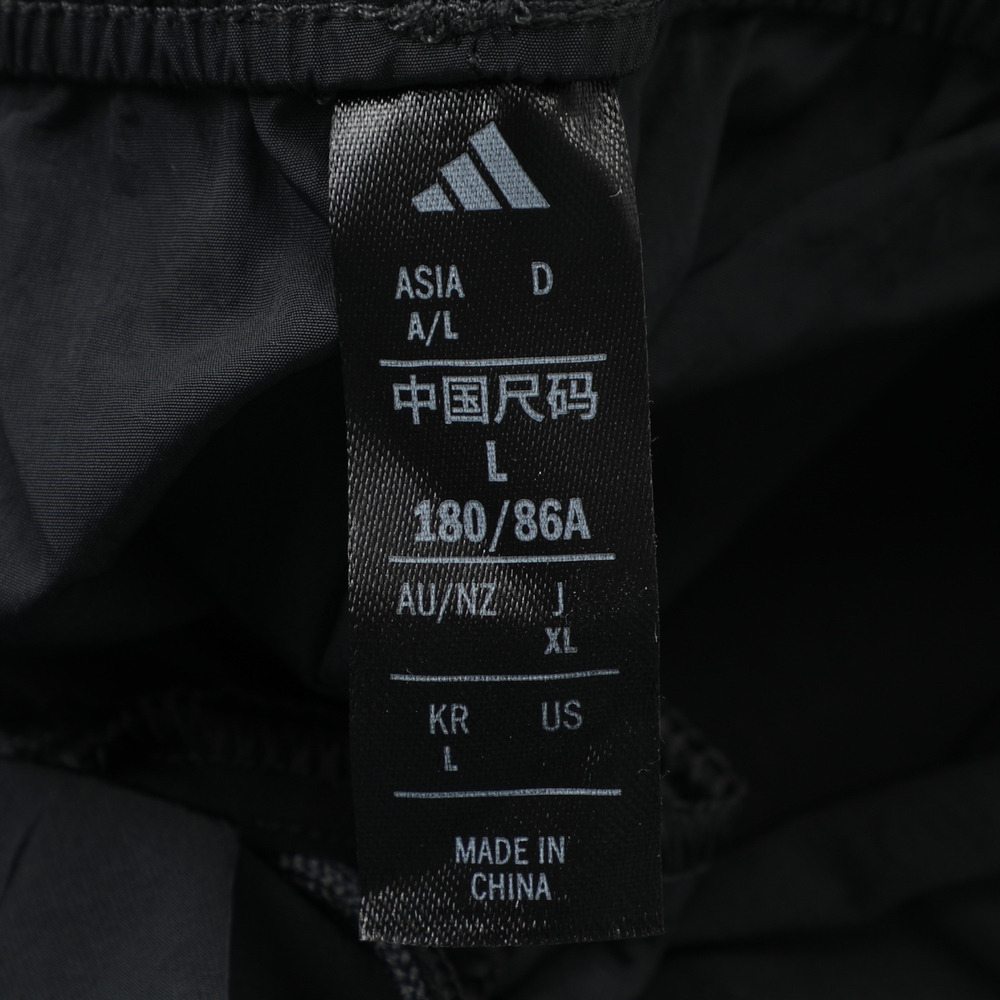 ASIA D
A/L
中国尺码
L
180/86A
AU/NZ J
XL
KR US
L
MADE IN
CHINA